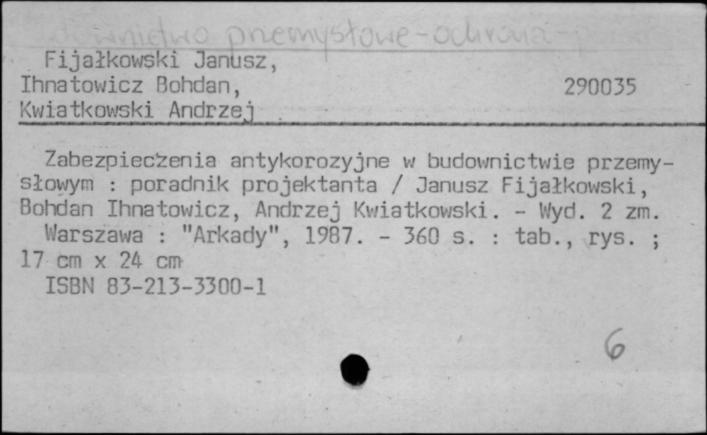 przemysłowe - ochrona -
Fijałkowski Janusz,
Ihnatowicz Bohdan, 290035
Kwiatkowski Andrzej
Zabezpieczenia antykorozyjne w budownictwie przemy-
słowym : poradnik projektanta / Janusz Fijałkowski,
Bohdan Ihnatowicz, Andrzej Kwiatkowski. - Wyd. 2 zm.
Warszawa : "Arkady", 1987. - 360 s. : tab., rys. ;
17 cm x 24 cm
ISBN 83-213-3300-1
6